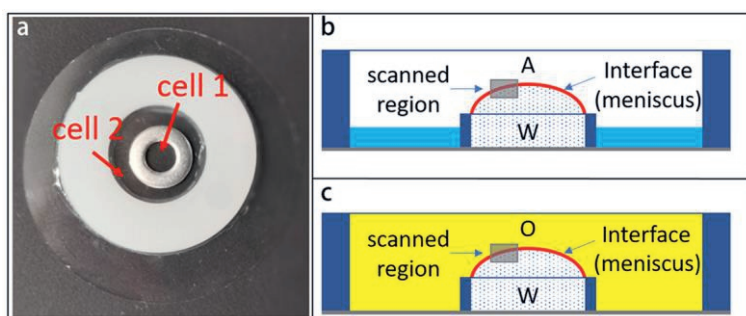 a
cell 1
cell 2
b
A
scanned
region
Interface
(meniscus)
W
c
O
scanned
region
Interface
(meniscus)
W